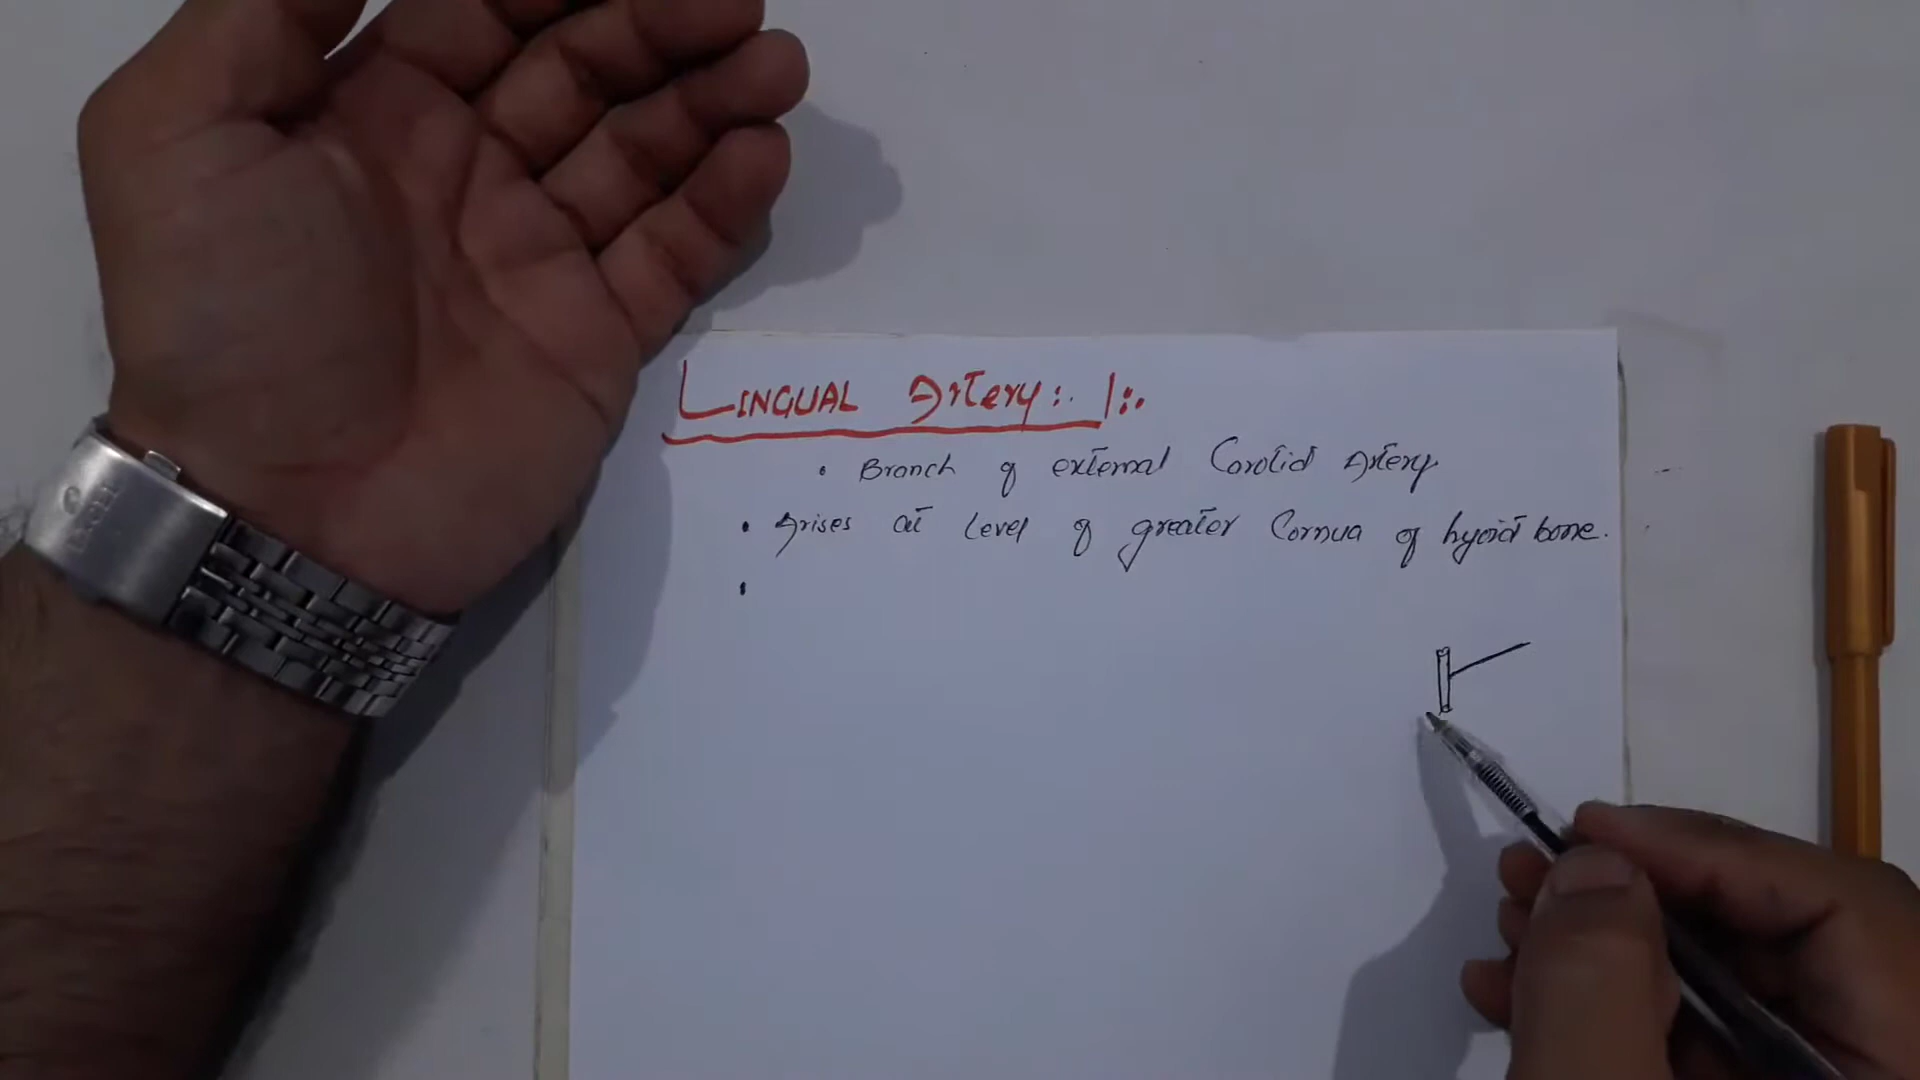 LINGUAL Artery:. 1:.
• Branch of external Carotid Artery
• Arises at Level of greater Cornua of hyoid bone.
•